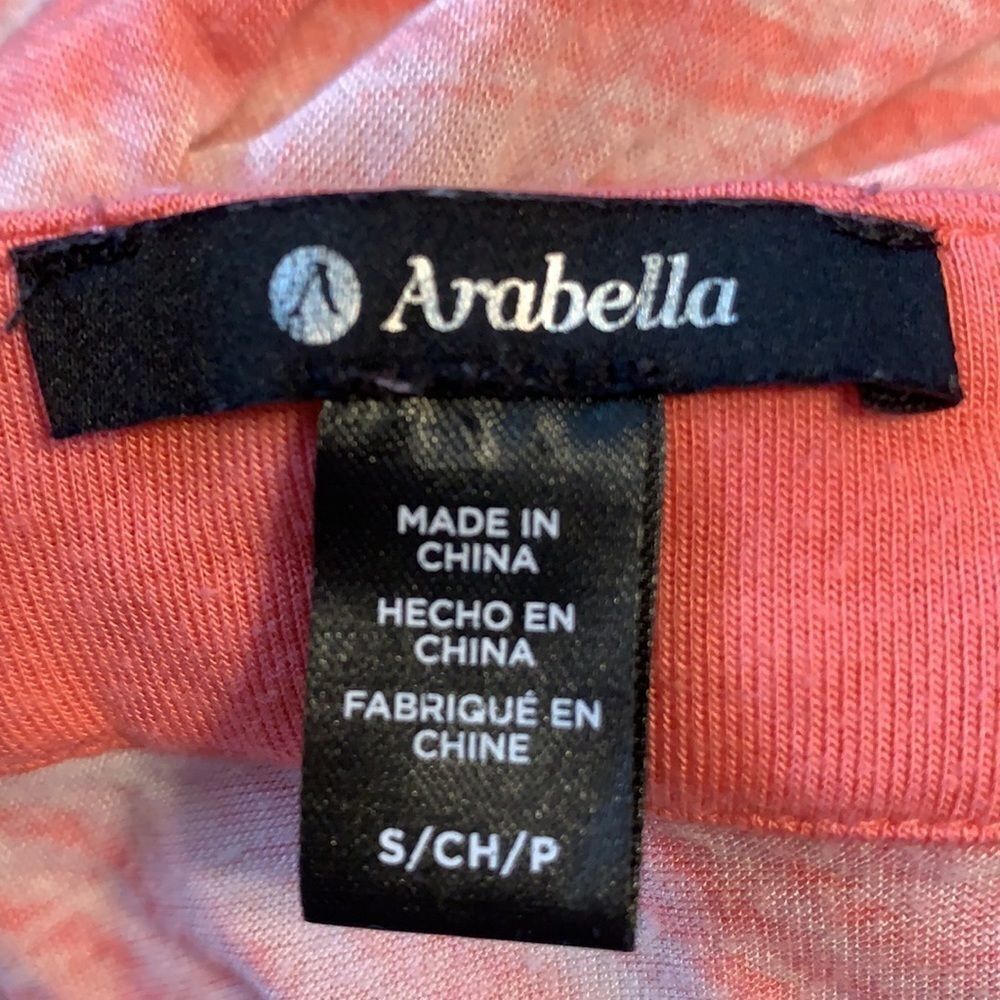 Arabella
MADE IN
CHINA
HECHO EN
CHINA
FABRIQUÉ EN
CHINE
S/CH/P